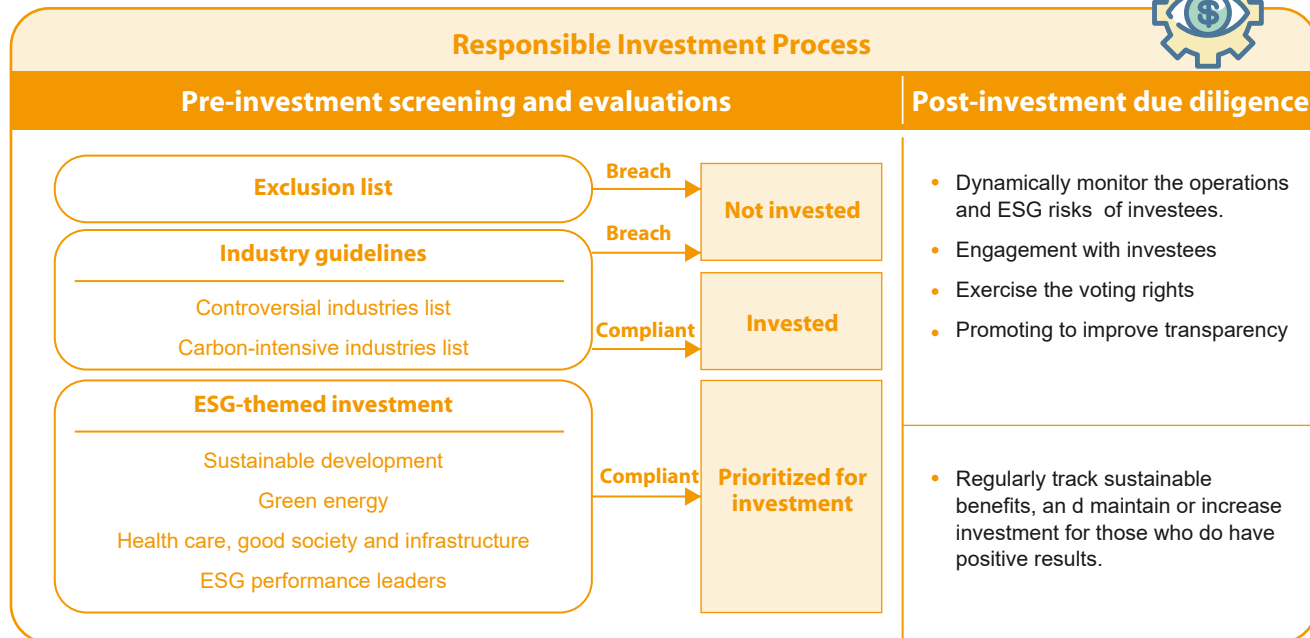 $
Responsible Investment Process
Pre-investment screening and evaluations
Post-investment due diligence
Exclusion list
Breach
Not invested
Industry guidelines
Controversial industries list
Carbon-intensive industries list
Breach
Compliant
Invested
ESG-themed investment
Sustainable development
Green energy
Health care, good society and infrastructure
ESG performance leaders
Compliant
Prioritized for
investment
• Dynamically monitor the operations
and ESG risks of investees.
• Engagement with investees
• Exercise the voting rights
• Promoting to improve transparency
• Regularly track sustainable
benefits, an d maintain or increase
investment for those who do have
positive results.